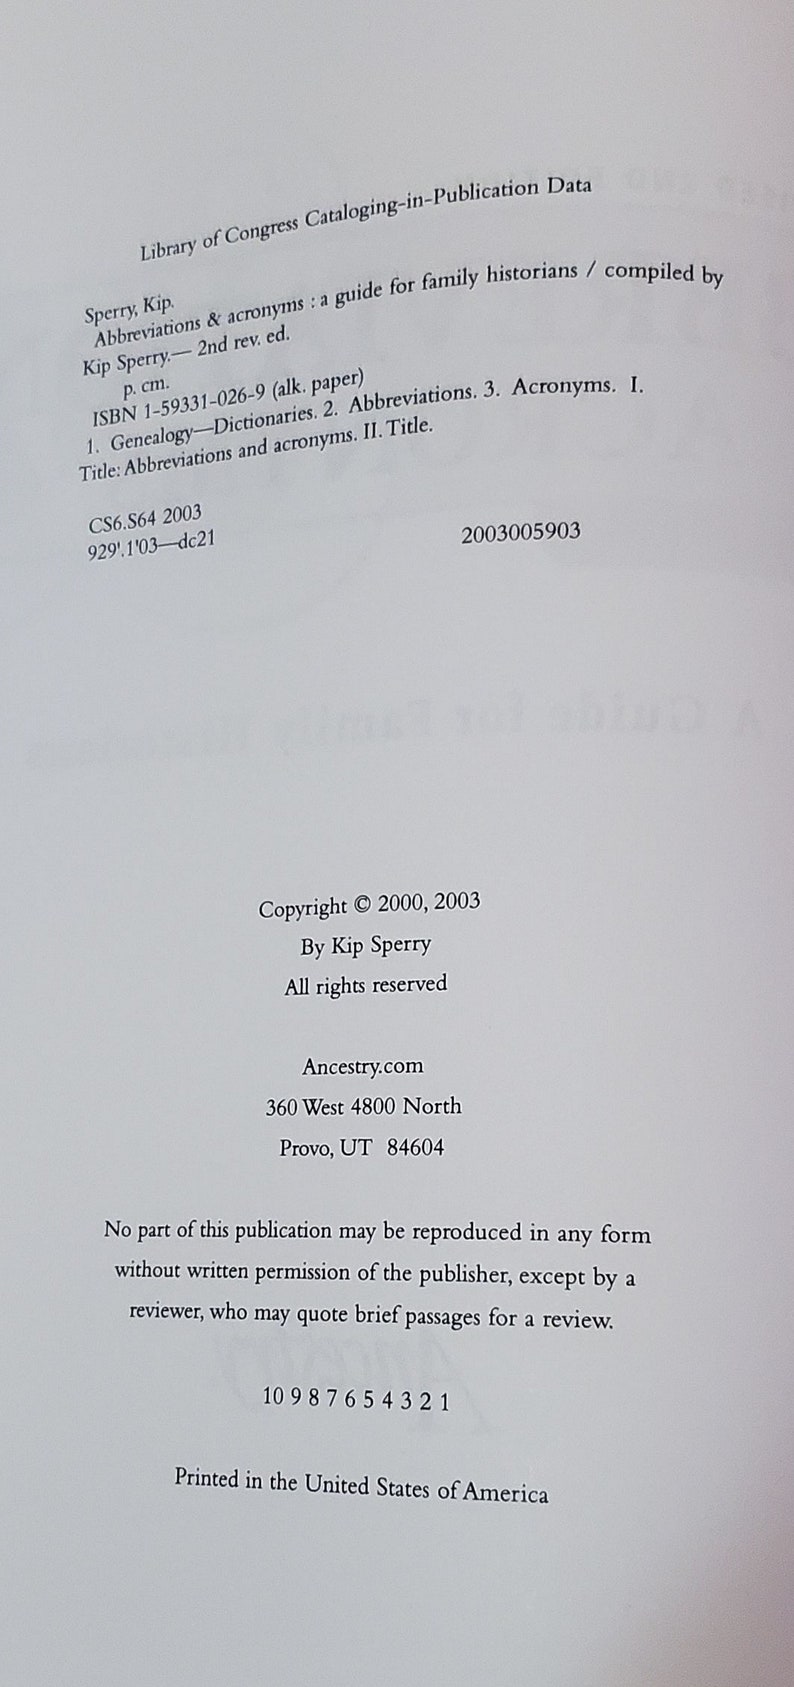 Library of Congress Cataloging-in-Publication Data
Sperry, Kip.
Abbreviations & acronyms : a guide for family historians / compiled by
Kip Sperry.— 2nd rev. ed.
p. cm.
ISBN 1-59331-026-9 (alk. paper)
1. Genealogy—Dictionaries. 2. Abbreviations. 3. Acronyms. I.
Title: Abbreviations and acronyms. II. Title.
CS6.S64 2003
929'.1'03—dc21
2003005903
A Guide for Family Historians
Copyright © 2000, 2003
By Kip Sperry
All rights reserved
Ancestry.com
360 West 4800 North
Provo, UT 84604
No part of this publication may be reproduced in any form
without written permission of the publisher, except by a
reviewer, who may quote brief passages for a review.
Ancestry
10 9 8 7 6 5 4 3 2 1
Printed in the United States of America